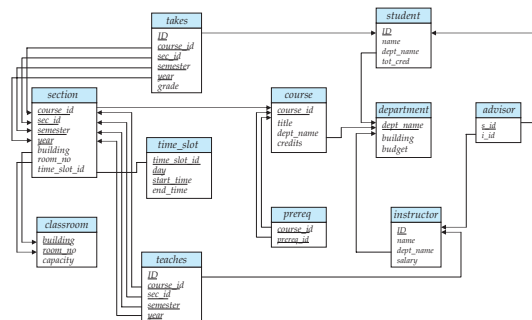 takes
ID
course_id
sec_id
semester
year
grade
student
ID
name
dept_name
tot_cred
section
course_id
sec_id
semester
year
building
room_no
time_slot_id
course
course_id
title
dept_name
credits
department
dept_name
building
budget
advisor
s_id
i_id
time_slot
time_slot_id
day
start_time
end_time
prereq
course_id
prereq_id
instructor
ID
name
dept_name
salary
classroom
building
room_no
capacity
teaches
ID
course_id
sec_id
semester
year